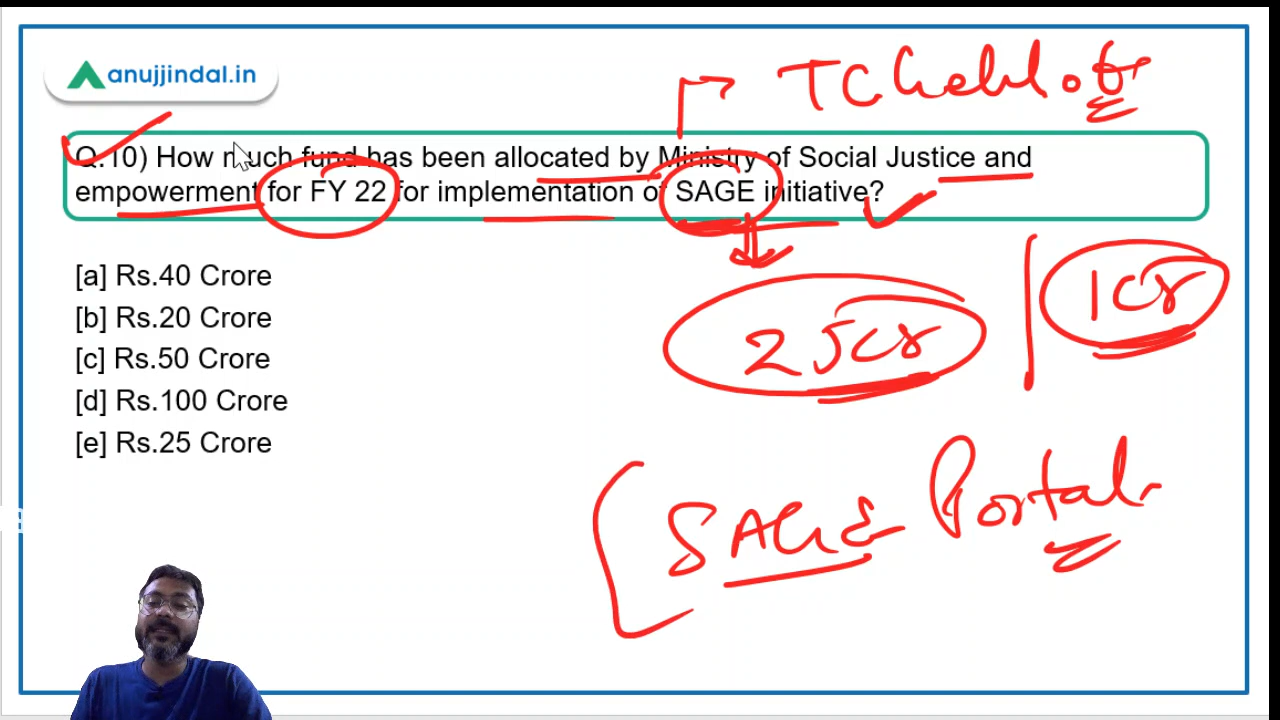 anujjindal.in
Q.10) How much fund has been allocated by Ministry of Social Justice and
empowerment for FY 22 for implementation of SAGE initiative?
[a] Rs.40 Crore
[b] Rs.20 Crore
[c] Rs.50 Crore
[d] Rs.100 Crore
[e] Rs.25 Crore
25cr
1cr
SAGE Portal